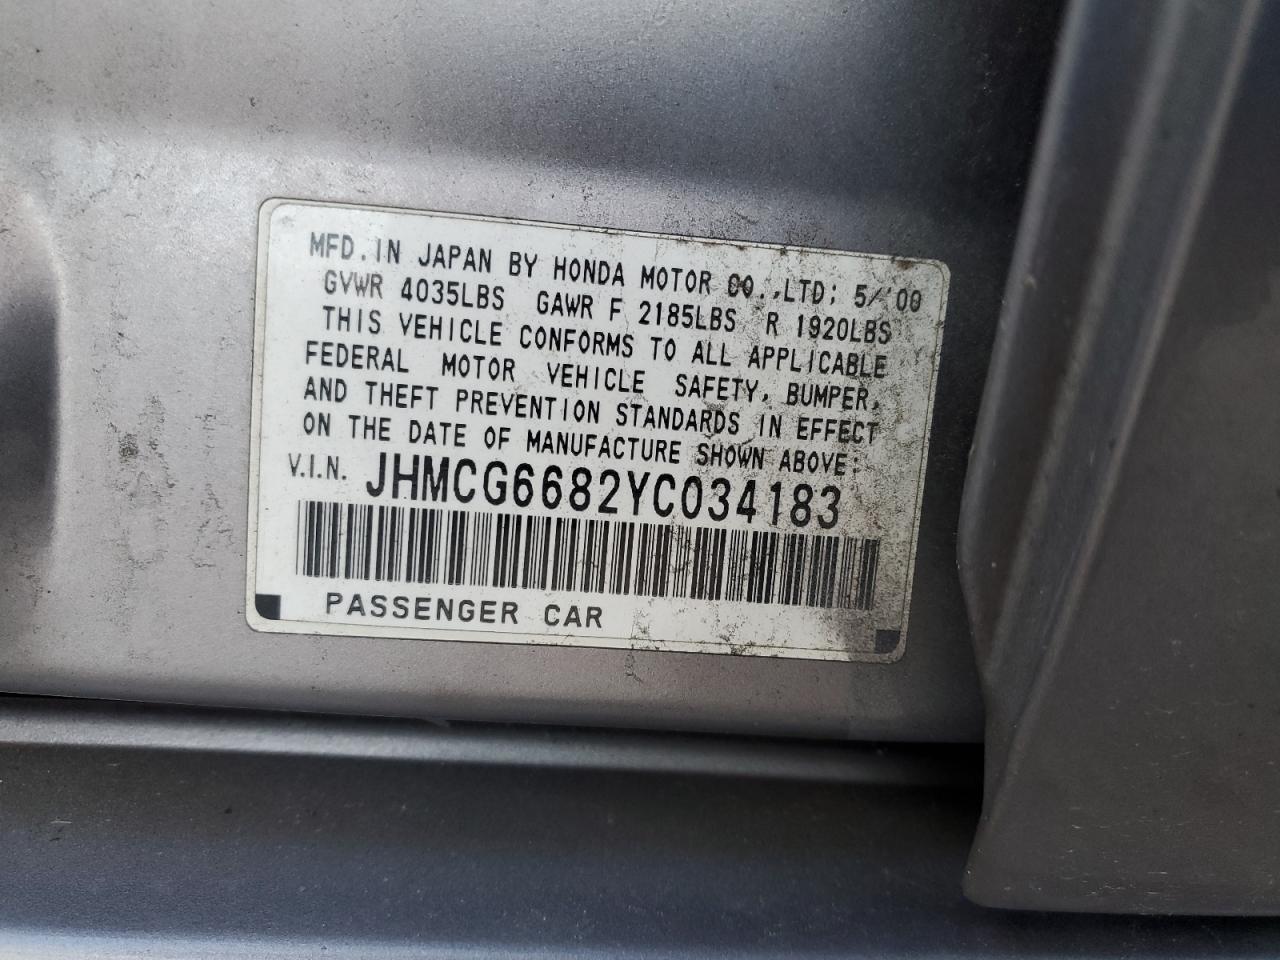 MFD. IN JAPAN BY HONDA MOTOR CO.,LTD; 5/'00
GVWR 4035LBS GAWR F 2185LBS R 1920LBS
THIS VEHICLE CONFORMS TO ALL APPLICABLE
FEDERAL MOTOR VEHICLE SAFETY, BUMPER,
AND THEFT PREVENTION STANDARDS IN EFFECT
ON THE DATE OF MANUFACTURE SHOWN ABOVE:
V.I.N. JHMCG6682YC034183
PASSENGER CAR